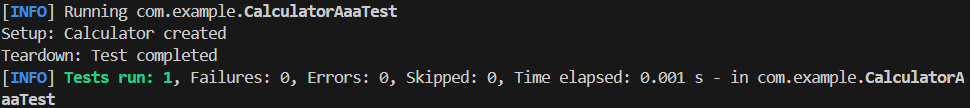 [INFO] Running com.example.CalculatorAaaTest
Setup: Calculator created
Teardown: Test completed
[INFO] Tests run: 1, Failures: 0, Errors: 0, Skipped: 0, Time elapsed: 0.001 s - in com.example.CalculatorA
aaTest